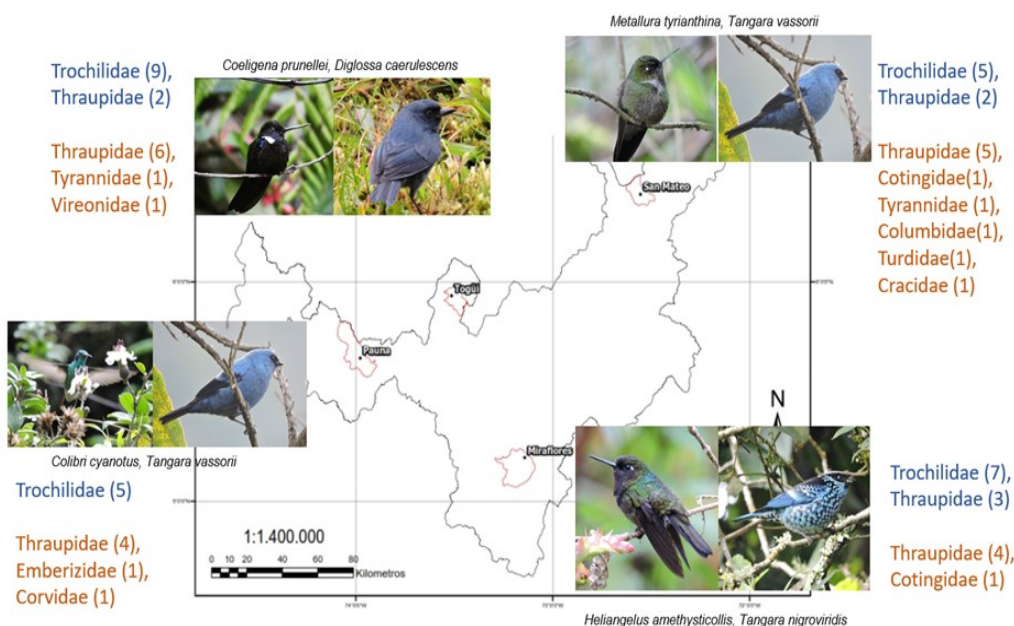 Metallura tyrianthina, Tangara vassorii
Coeligena prunellei, Diglossa caerulescens
Trochilidae (9),
Thraupidae (2)
Thraupidae (6),
Tyrannidae (1),
Vireonidae (1)
Trochilidae (5),
Thraupidae (2)
Thraupidae (5),
Cotingidae(1),
Tyrannidae (1),
Columbidae(1),
Turdidae(1),
Cracidae (1)
San Mateo
Togüí
Pauna
Miraflores
Colibri cyanotus, Tangara vassorii
Trochilidae (5)
Thraupidae (4),
Emberizidae (1),
Corvidae (1)
N
Trochilidae (7),
Thraupidae (3)
Thraupidae (4),
Cotingidae (1)
1:1.400.000
0 10 20 40 60 80
Kilometros
Heliangelus amethysticollis, Tangara nigroviridis